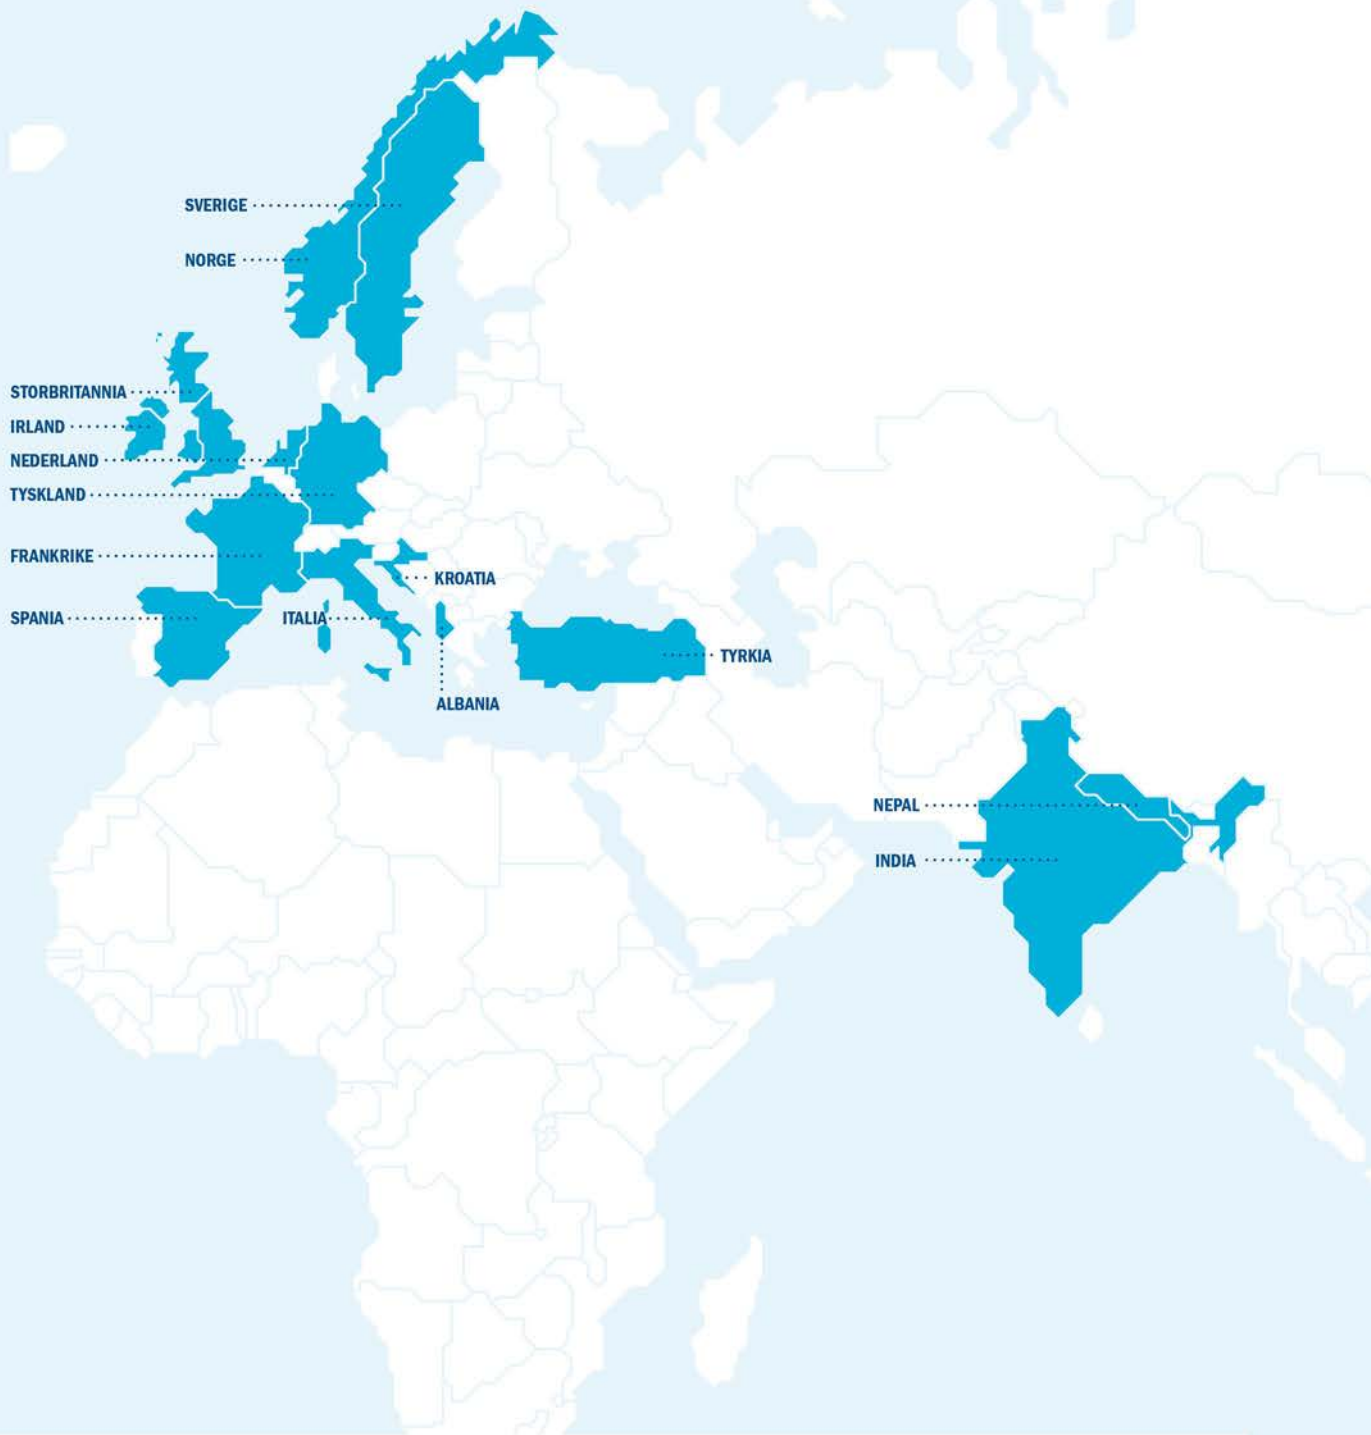 SVERIGE
NORGE
STORBRITANNIA
IRLAND
NEDERLAND
TYSKLAND
FRANKRIKE
KROATIA
SPANIA
ITALIA
TYRKIA
ALBANIA
NEPAL
INDIA